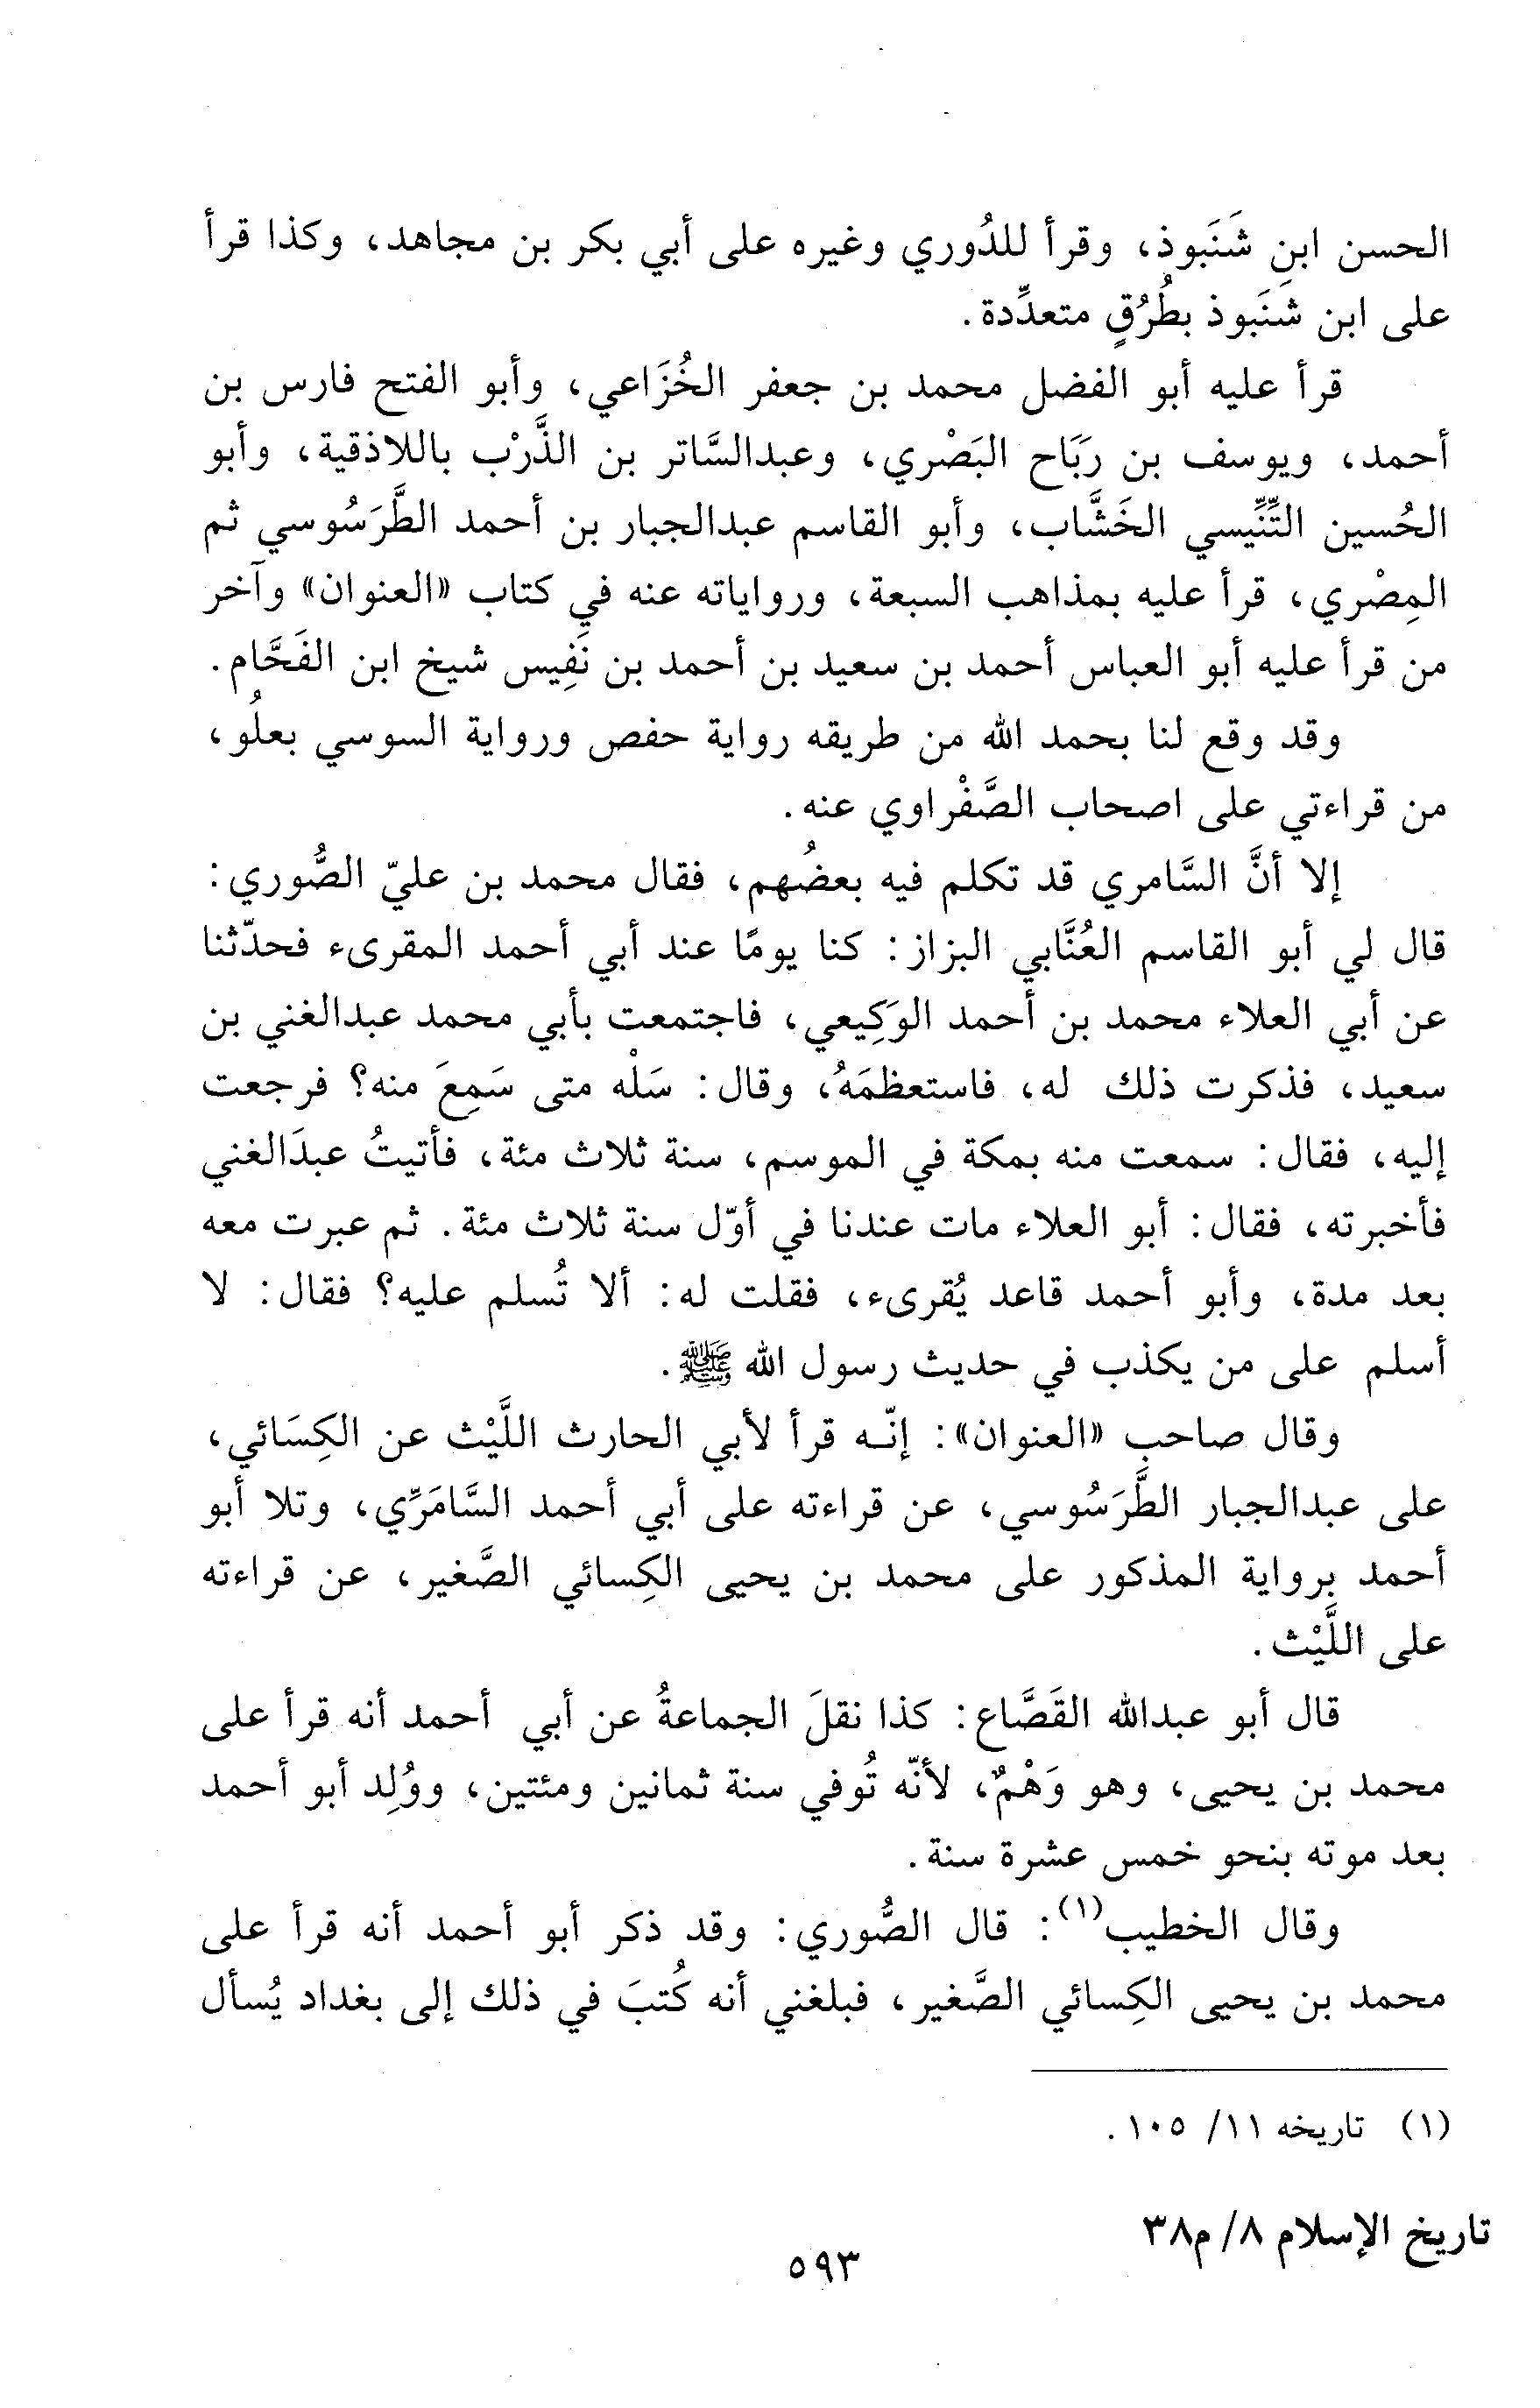 الحسن ابنِ شَنَبوذ، وقرأ للدُوري وغيره على أبي بكر بن مجاهد، وكذا قرأ
على ابن شَنَبوذ بطُرُقٍ متعدِّدة.
قرأ عليه أبو الفضل محمد بن جعفر الخُزَاعي، وأبو الفتح فارس بن
أحمد، ويوسف بن رَبَاح البَصْري، وعبدالسَّاتر بن الذَّرْب باللاذقية، وأبو
الحُسين التِّنِّيسي الخَشَّاب، وأبو القاسم عبدالجبار بن أحمد الطَّرَسُوسي ثم
المِصْري، قرأ عليه بمذاهب السبعة، ورواياته عنه في كتاب «العنوان» وآخر
من قرأ عليه أبو العباس أحمد بن سعيد بن أحمد بن نَفِيس شيخ ابن الفَحَّام.
وقد وقع لنا بحمد الله من طريقه رواية حفص ورواية السوسي بعلُو،
من قراءتي على اصحاب الصَّفْراوي عنه.
إلا أنَّ السَّامري قد تكلم فيه بعضُهم، فقال محمد بن عليّ الصُّوري:
قال لي أبو القاسم العُنَّابي البزاز: كنا يومًا عند أبي أحمد المقرىء فحدّثنا
عن أبي العلاء محمد بن أحمد الوَكِيعي، فاجتمعت بأبي محمد عبدالغني بن
سعيد، فذكرت ذلك له، فاستعظمَهُ، وقال: سَلْه متى سَمِعَ منه؟ فرجعت
إليه، فقال: سمعت منه بمكة في الموسم، سنة ثلاث مئة، فأتيتُ عبدَالغني
فأخبرته، فقال: أبو العلاء مات عندنا في أوّل سنة ثلاث مئة. ثم عبرت معه
بعد مدة، وأبو أحمد قاعد يُقرىء، فقلت له: ألا تُسلم عليه؟ فقال: لا
أسلم على من يكذب في حديث رسول الله ﷺ.
وقال صاحب «العنوان»: إنّه قرأ لأبي الحارث اللَّيْث عن الكِسَائي،
على عبدالجبار الطَّرَسُوسي، عن قراءته على أبي أحمد السَّامَرِّي، وتلا أبو
أحمد برواية المذكور على محمد بن يحيى الكِسائي الصَّغير، عن قراءته
على اللَّيْث.
قال أبو عبدالله القَصَّاع: كذا نقلَ الجماعةُ عن أبي أحمد أنه قرأ على
محمد بن يحيى، وهو وَهْمٌ، لأنّه تُوفي سنة ثمانين ومئتين، ووُلِد أبو أحمد
بعد موته بنحو خمس عشرة سنة.
وقال الخطيب(١): قال الصُّوري: وقد ذكر أبو أحمد أنه قرأ على
محمد بن يحيى الكِسائي الصَّغير، فبلغني أنه كُتبَ في ذلك إلى بغداد يُسأل
(١) تاريخه ١١/ ١٠٥.
تاريخ الإسلام ٨/ م٣٨
٥٩٣